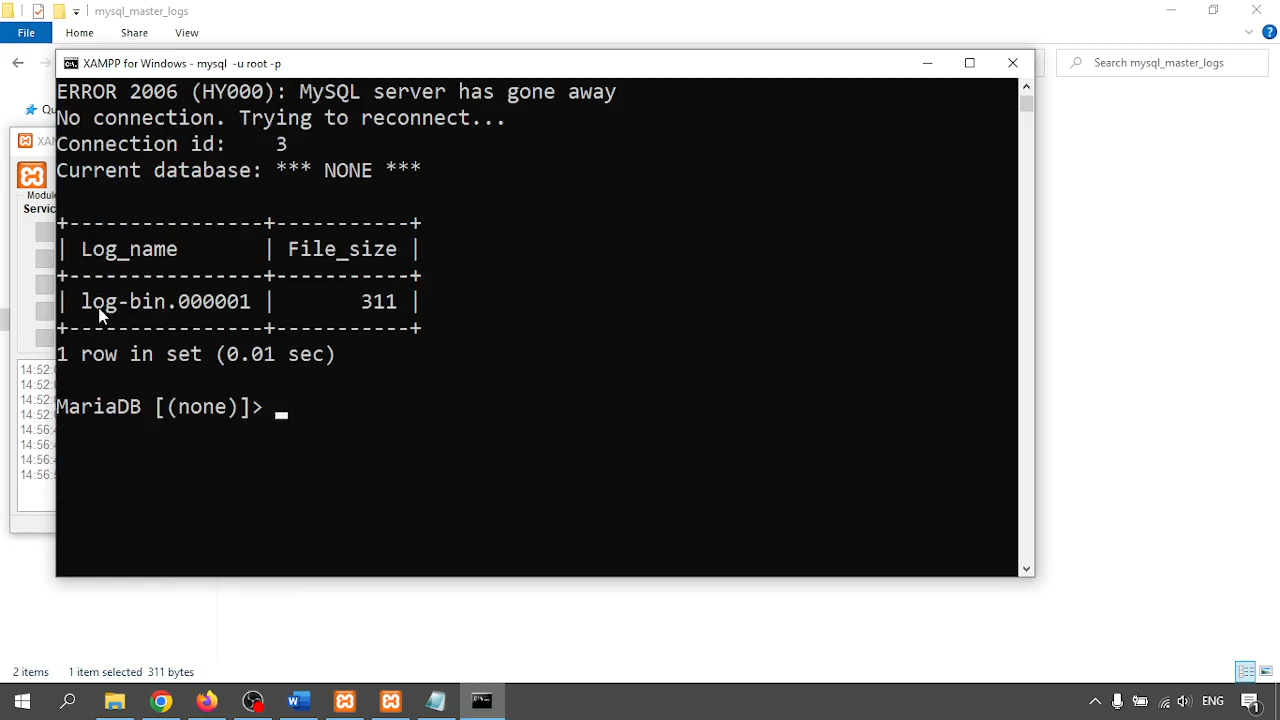 mysql_master_logs
File Home Share View
Search mysql_master_logs
XAMPP for Windows - mysql -u root -p
ERROR 2006 (HY000): MySQL server has gone away
No connection. Trying to reconnect...
Connection id: 3
Current database: *** NONE ***
+----------------+-----------+
| Log_name | File_size |
+----------------+-----------+
| log-bin.000001 | 311 |
+----------------+-----------+
1 row in set (0.01 sec)
MariaDB [(none)]> _
2 items 1 item selected 311 bytes
ENG
1